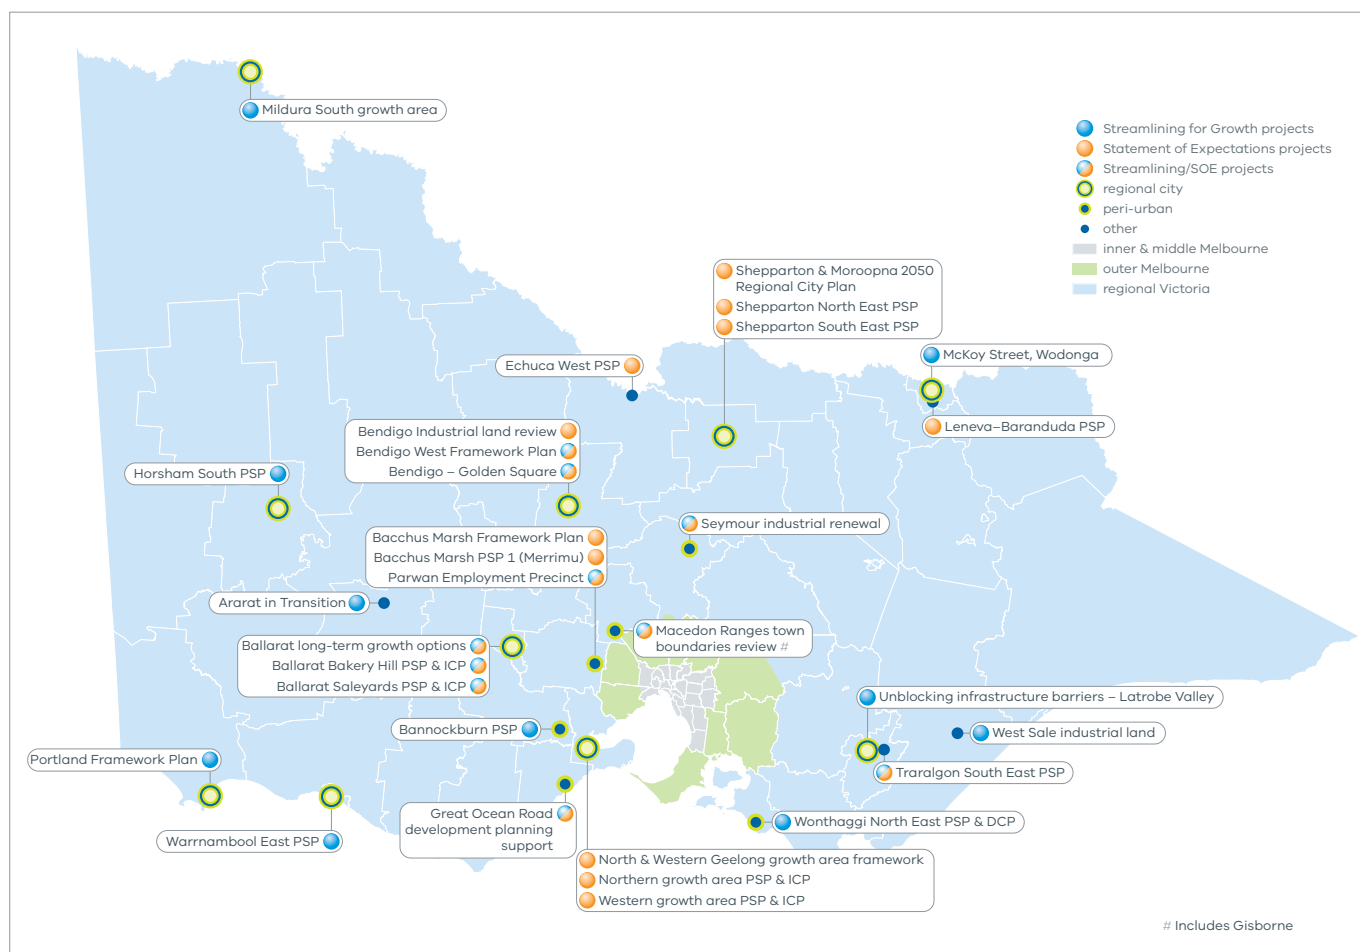 Mildura South growth area
Streamlining for Growth projects
Statement of Expectations projects
Streamlining/SOE projects
regional city
peri-urban
other
inner & middle Melbourne
outer Melbourne
regional Victoria
Shepparton & Moroopna 2050
Regional City Plan
Shepparton North East PSP
Shepparton South East PSP
McKoy Street, Wodonga
Echuca West PSP
Leneva–Baranduda PSP
Bendigo Industrial land review
Bendigo West Framework Plan
Bendigo – Golden Square
Horsham South PSP
Seymour industrial renewal
Bacchus Marsh Framework Plan
Bacchus Marsh PSP 1 (Merrimu)
Parwan Employment Precinct
Ararat in Transition
Macedon Ranges town
boundaries review #
Ballarat long-term growth options
Ballarat Bakery Hill PSP & ICP
Ballarat Saleyards PSP & ICP
Unblocking infrastructure barriers – Latrobe Valley
Bannockburn PSP
West Sale industrial land
Portland Framework Plan
Traralgon South East PSP
Great Ocean Road
development planning
support
Wonthaggi North East PSP & DCP
Warrnambool East PSP
North & Western Geelong growth area framework
Northern growth area PSP & ICP
Western growth area PSP & ICP
# Includes Gisborne